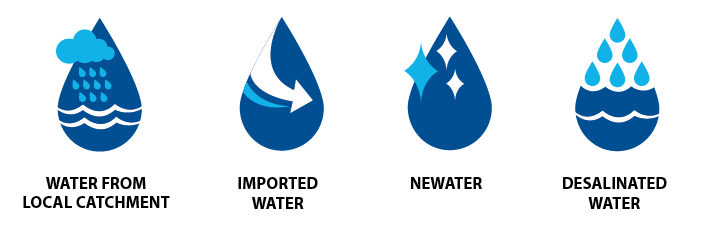 WATER FROM
LOCAL CATCHMENT
IMPORTED
WATER
NEWATER
DESALINATED
WATER